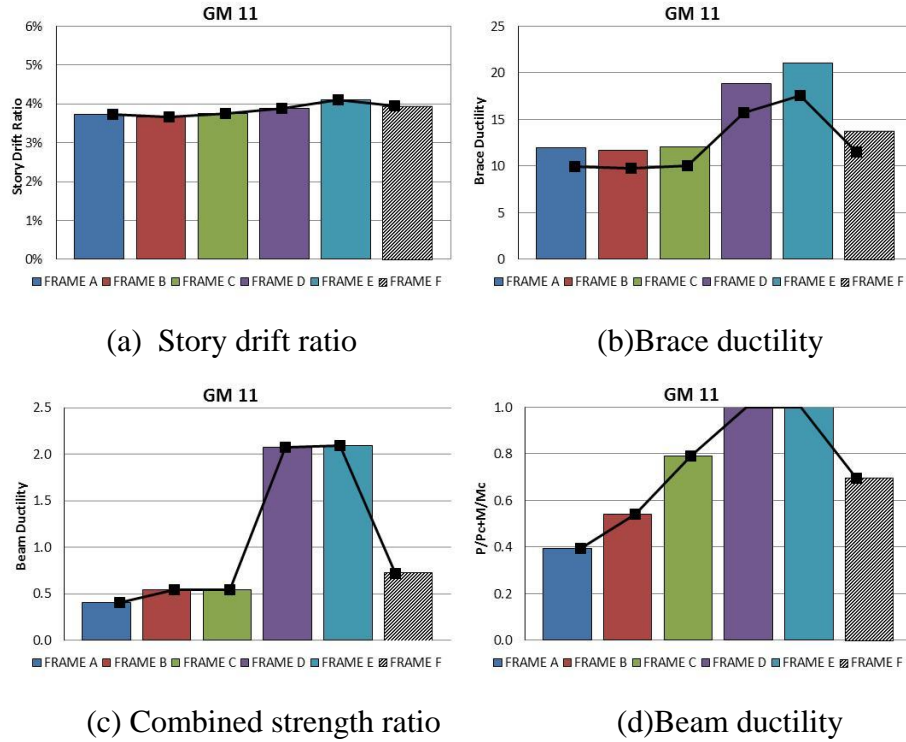 GM 11
6%
5%
4%
3%
2%
1%
0%
Story Drift Ratio
FRAME A FRAME B FRAME C FRAME D FRAME E FRAME F
(a) Story drift ratio
GM 11
25
20
15
10
5
0
Brace Ductility
FRAME A FRAME B FRAME C FRAME D FRAME E FRAME F
(b)Brace ductility
GM 11
2.5
2.0
1.5
1.0
0.5
0.0
Beam Ductility
FRAME A FRAME B FRAME C FRAME D FRAME E FRAME F
(c) Combined strength ratio
GM 11
1.0
0.8
0.6
0.4
0.2
0.0
P/Pc+M/Mc
FRAME A FRAME B FRAME C FRAME D FRAME E FRAME F
(d)Beam ductility